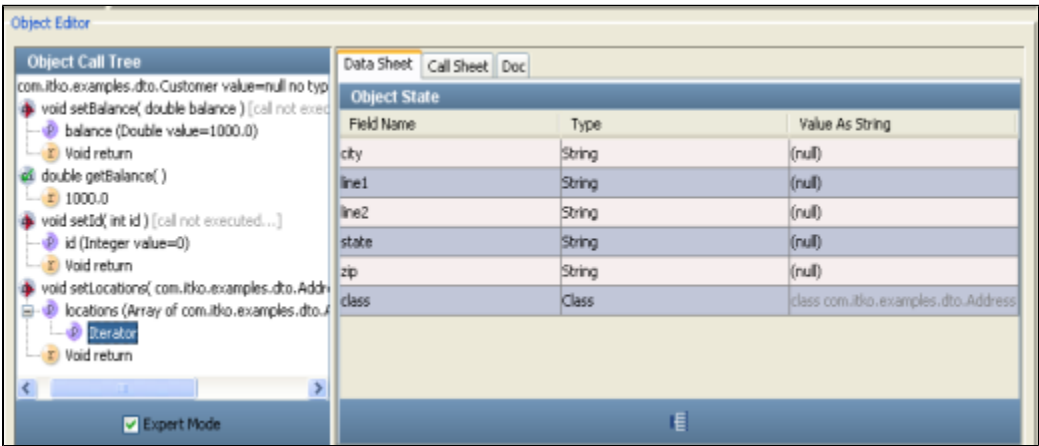 Object Editor
Object Call Tree
com.itko.examples.dto.Customer value=null no typ
void setBalance( double balance ) [call not exec
balance (Double value=1000.0)
Void return
double getBalance( )
1000.0
void setId( int id ) [call not executed...]
id (Integer value=0)
Void return
void setLocations( com.itko.examples.dto.Addr
locations (Array of com.itko.examples.dto.A
Iterator
Void return
Expert Mode
Data Sheet Call Sheet Doc
Object State
Field Name Type Value As String
city String (null)
line1 String (null)
line2 String (null)
state String (null)
zip String (null)
class Class class com.itko.examples.dto.Address